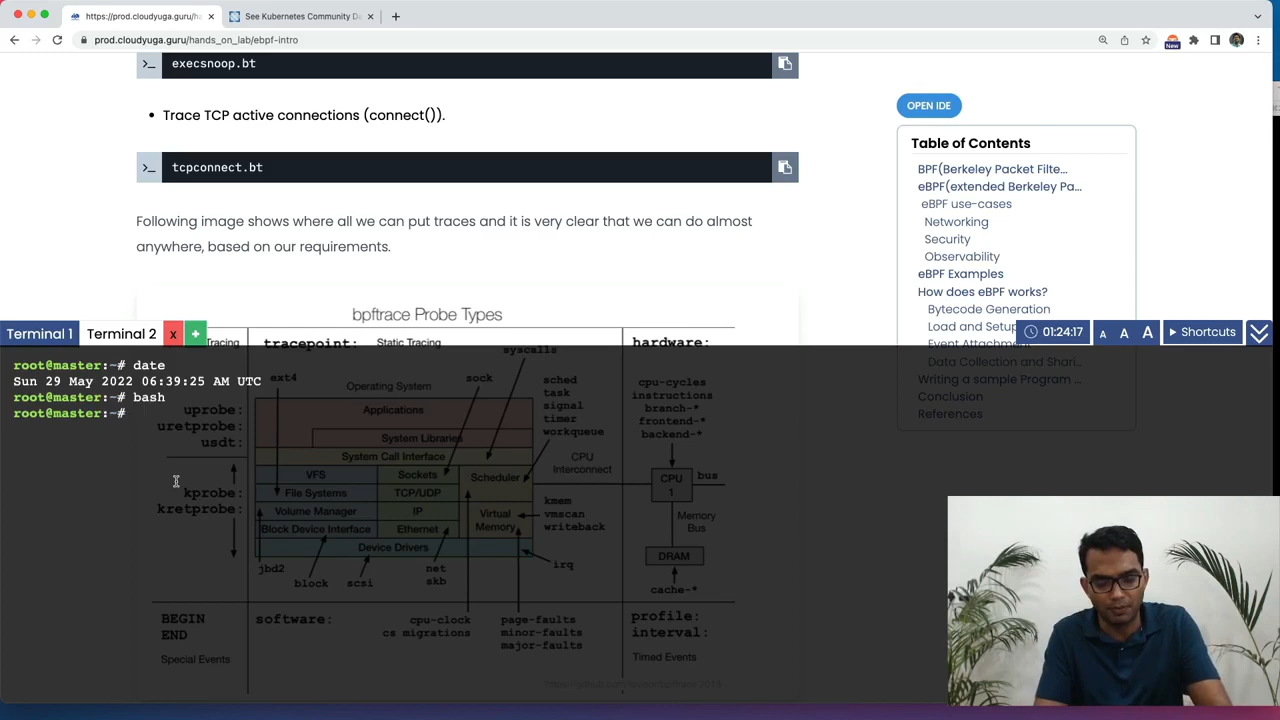 https://prod.cloudyuga.guru/ha
See Kubernetes Community Da
prod.cloudyuga.guru/hands_on_lab/ebpf-intro
New
>_ execsnoop.bt
• Trace TCP active connections (connect()).
>_ tcpconnect.bt
Following image shows where all we can put traces and it is very clear that we can do almost
anywhere, based on our requirements.
OPEN IDE
Table of Contents
BPF(Berkeley Packet Filte...
eBPF(extended Berkeley Pa...
eBPF use-cases
Networking
Security
Observability
eBPF Examples
How does eBPF works?
Bytecode Generation
Load and Setup
Event Attachment
Data Collection and Shari...
Writing a sample Program ...
Conclusion
References
Terminal 1
Terminal 2
x
+
01:24:17
A A A
Shortcuts
root@master:~# date
Sun 29 May 2022 06:39:25 AM UTC
root@master:~# bash
root@master:~#
bpftrace Probe Types
Tracing
tracepoint:
Static Tracing
syscalls
hardware:
ext4
Operating System
sock
sched
task
signal
timer
workqueue
cpu-cycles
instructions
branch-*
frontend-*
backend-*
uprobe:
uretprobe:
usdt:
Applications
System Libraries
System Call Interface
VFS
Sockets
Scheduler
File Systems
TCP/UDP
Volume Manager
IP
Virtual
Memory
Block Device Interface
Ethernet
Device Drivers
CPU
Interconnect
CPU
1
bus
Memory
Bus
DRAM
cache-*
kprobe:
kretprobe:
kmem
vmscan
writeback
irq
jbd2
block
scsi
net
skb
BEGIN
END
Special Events
software:
cpu-clock
cs migrations
page-faults
minor-faults
major-faults
profile:
interval:
Timed Events